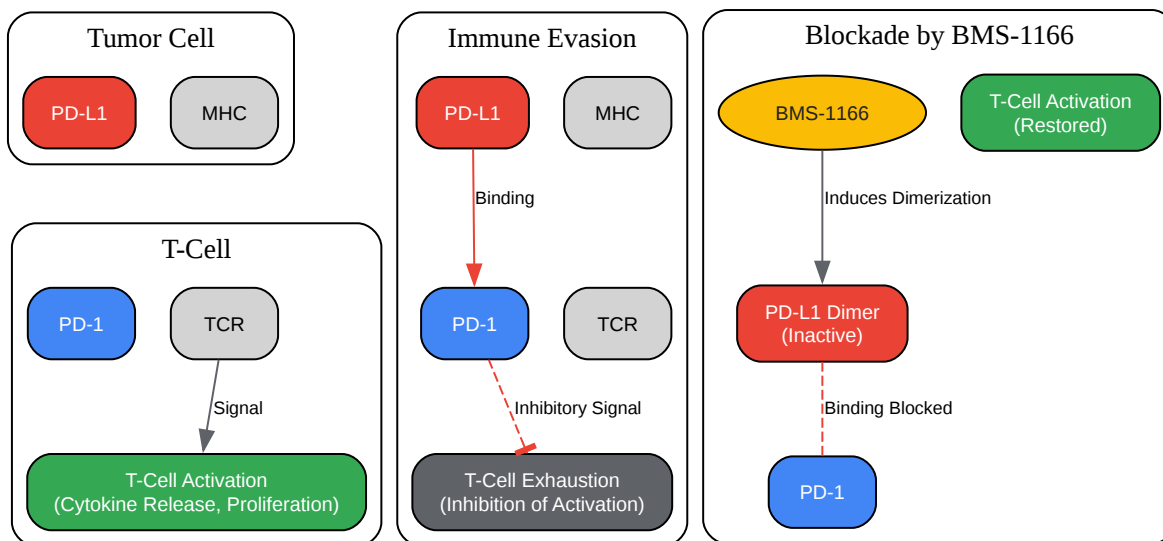 Tumor Cell
PD-L1
MHC
T-Cell
PD-1
TCR
Signal
T-Cell Activation
(Cytokine Release, Proliferation)
Immune Evasion
PD-L1
MHC
Binding
PD-1
TCR
Inhibitory Signal
T-Cell Exhaustion
(Inhibition of Activation)
Blockade by BMS-1166
BMS-1166
T-Cell Activation
(Restored)
Induces Dimerization
PD-L1 Dimer
(Inactive)
Binding Blocked
PD-1